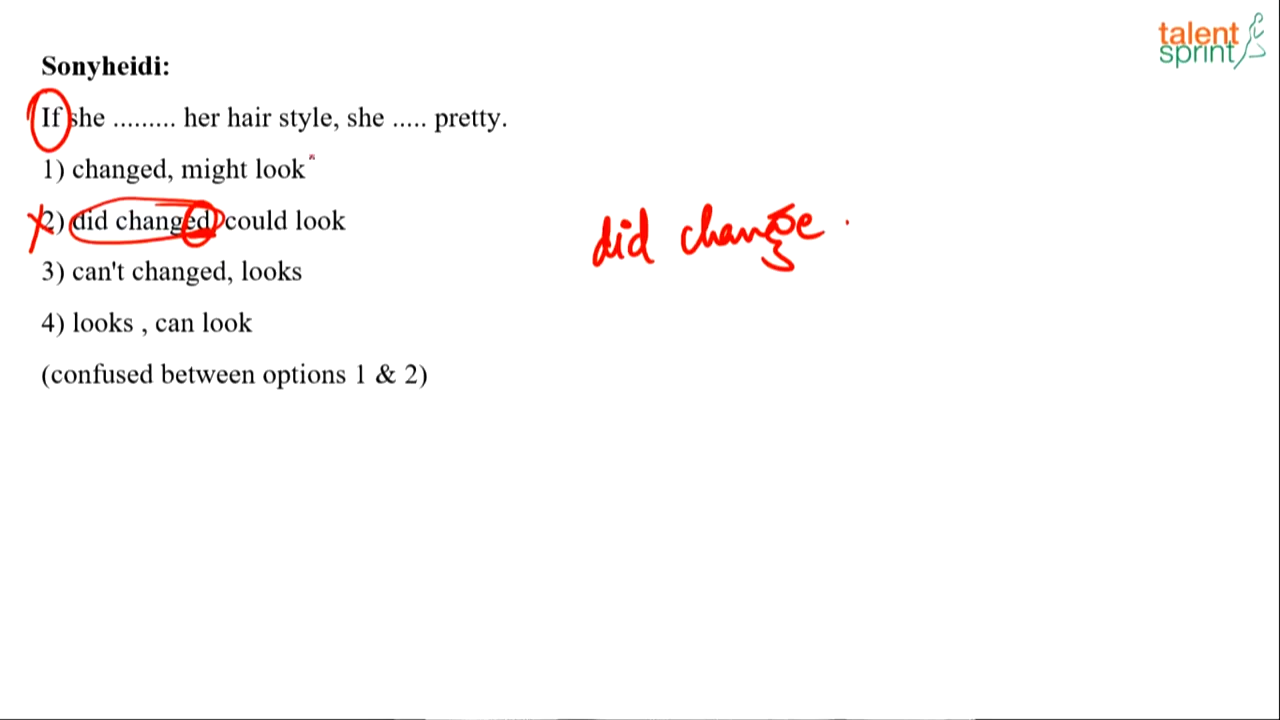 talent
sprint
Sonyheidi:
If she ......... her hair style, she ..... pretty.
1) changed, might look
2) did changed, could look
did change.
3) can't changed, looks
4) looks , can look
(confused between options 1 & 2)